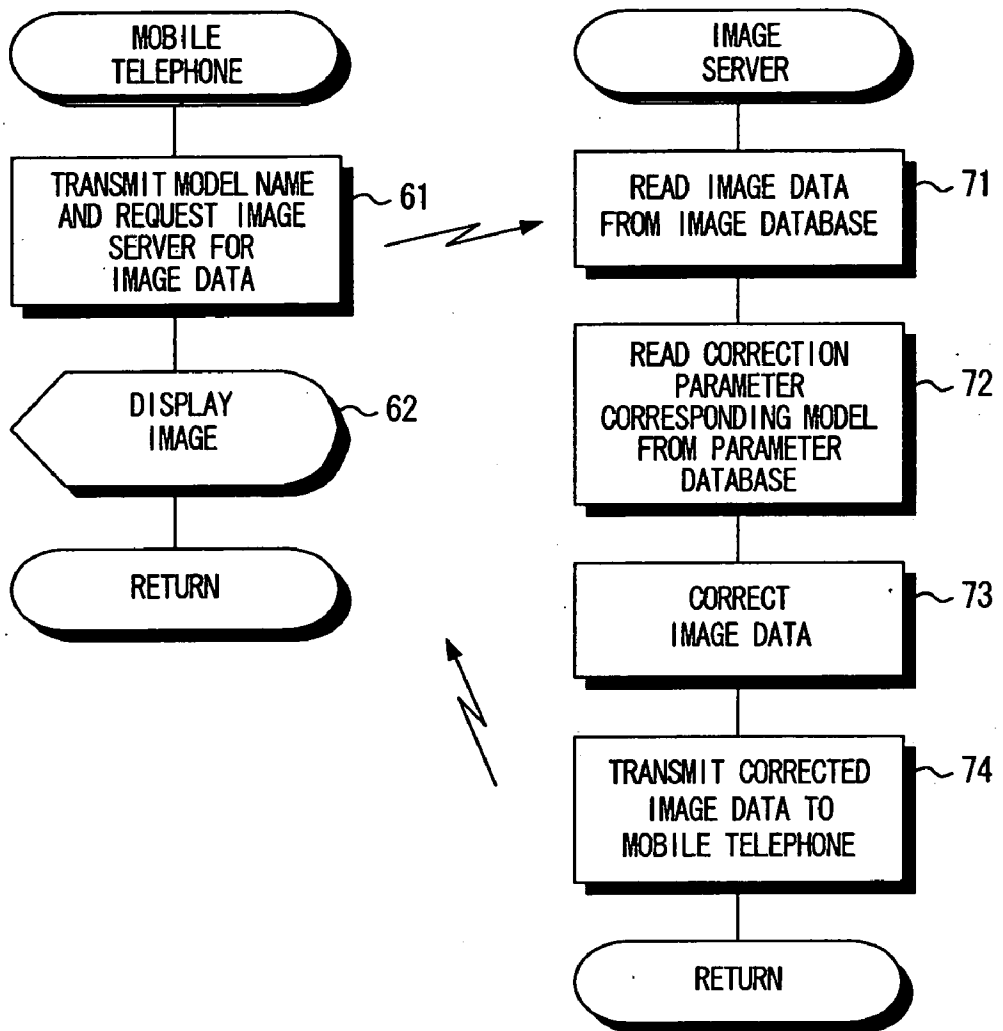 MOBILE
TELEPHONE
TRANSMIT MODEL NAME
AND REQUEST IMAGE
SERVER FOR
IMAGE DATA
61
DISPLAY
IMAGE
62
RETURN
IMAGE
SERVER
READ IMAGE DATA
FROM IMAGE DATABASE
71
READ CORRECTION
PARAMETER
CORRESPONDING MODEL
FROM PARAMETER
DATABASE
72
CORRECT
IMAGE DATA
73
TRANSMIT CORRECTED
IMAGE DATA TO
MOBILE TELEPHONE
74
RETURN